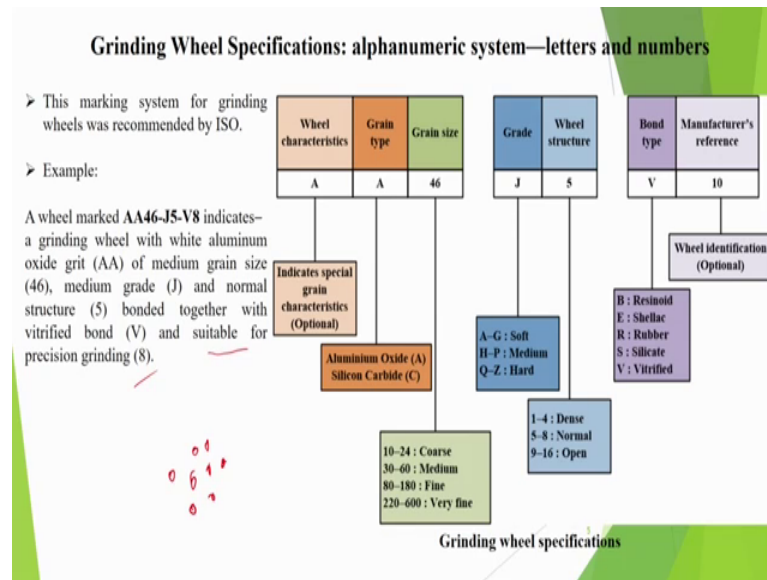 Grinding Wheel Specifications: alphanumeric system—letters and numbers
➤ This marking system for grinding
wheels was recommended by ISO.
➤ Example:
A wheel marked AA46-J5-V8 indicates–
a grinding wheel with white aluminum
oxide grit (AA) of medium grain size
(46), medium grade (J) and normal
structure (5) bonded together with
vitrified bond (V) and suitable for
precision grinding (8).
Wheel
characteristics
Grain
type
Grain size
Grade
Wheel
structure
Bond
type
Manufacturer's
reference
A
A
46
J
5
V
10
Wheel identification
(Optional)
Indicates special
grain
characteristics
(Optional)
B : Resinoid
E : Shellac
R : Rubber
S : Silicate
V : Vitrified
A–G : Soft
H–P : Medium
Q–Z : Hard
Aluminium Oxide (A)
Silicon Carbide (C)
1–4 : Dense
5–8 : Normal
9–16 : Open
10–24 : Coarse
30–60 : Medium
80–180 : Fine
220–600 : Very fine
Grinding wheel specifications